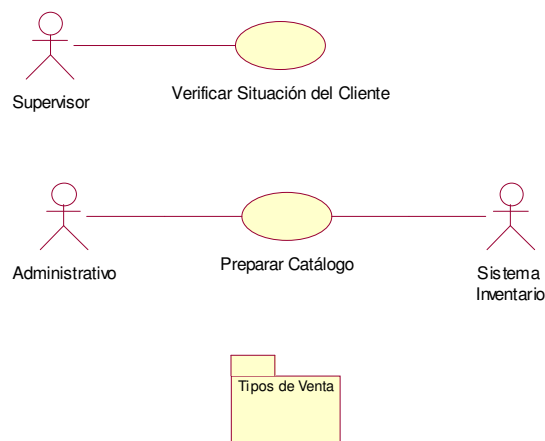 Supervisor
Verificar Situación del Cliente
Administrativo
Preparar Catálogo
Sistema
Inventario
Tipos de Venta